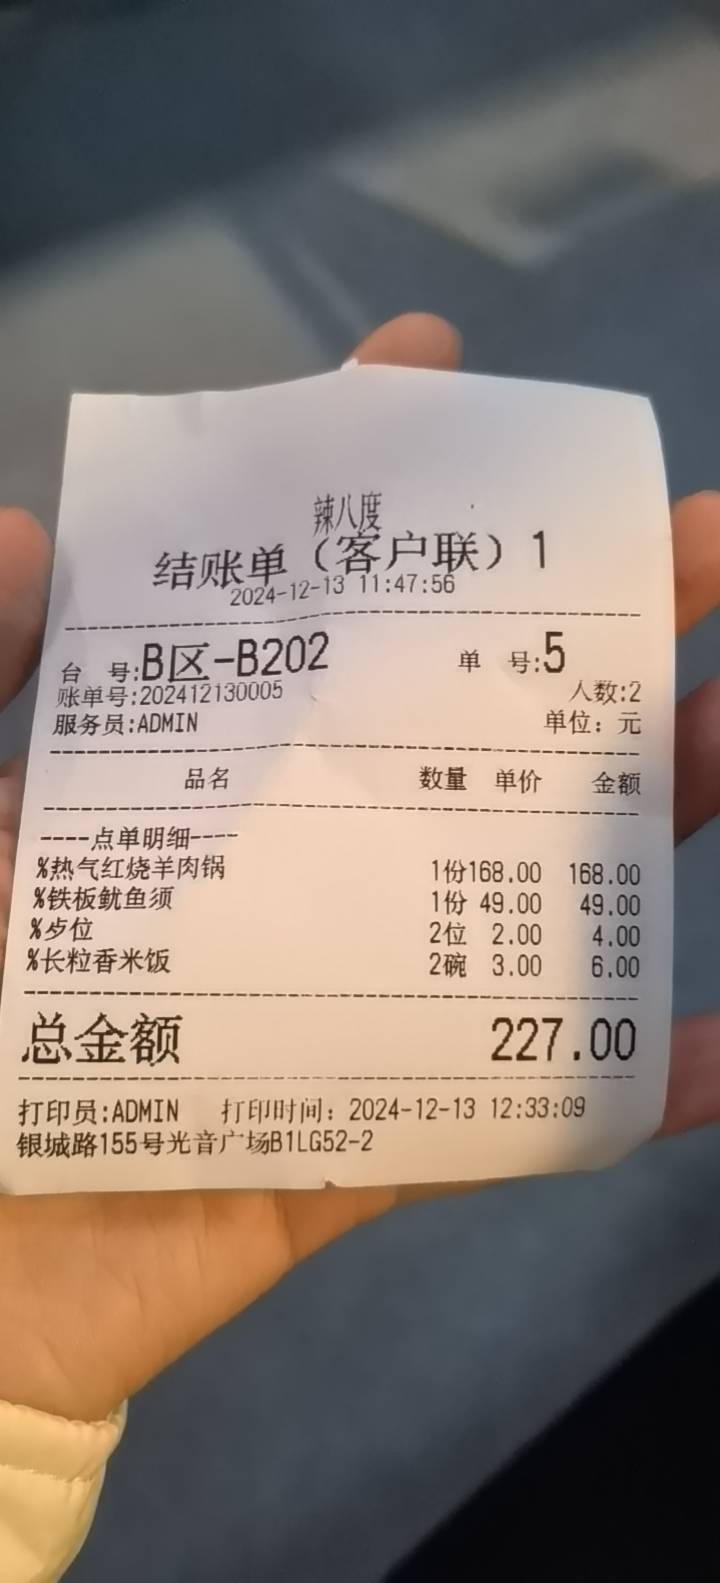 辣八度
结账单（客户联）1
2024-12-13 11:47:56
台 号:B区-B202 单 号:5
账单号:202412130005 人数:2
服务员:ADMIN 单位：元
品名 数量 单价 金额
----点单明细----
%热气红烧羊肉锅 1份168.00 168.00
%铁板鱿鱼须 1份 49.00 49.00
%歺位 2位 2.00 4.00
%长粒香米饭 2碗 3.00 6.00
总金额 227.00
打印员:ADMIN 打印时间：2024-12-13 12:33:09
银城路155号光音广场B1LG52-2